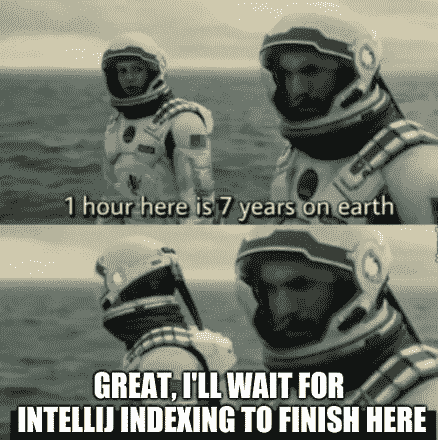 1 hour here is 7 years on earth
GREAT, I'LL WAIT FOR
INTELLIJ INDEXING TO FINISH HERE